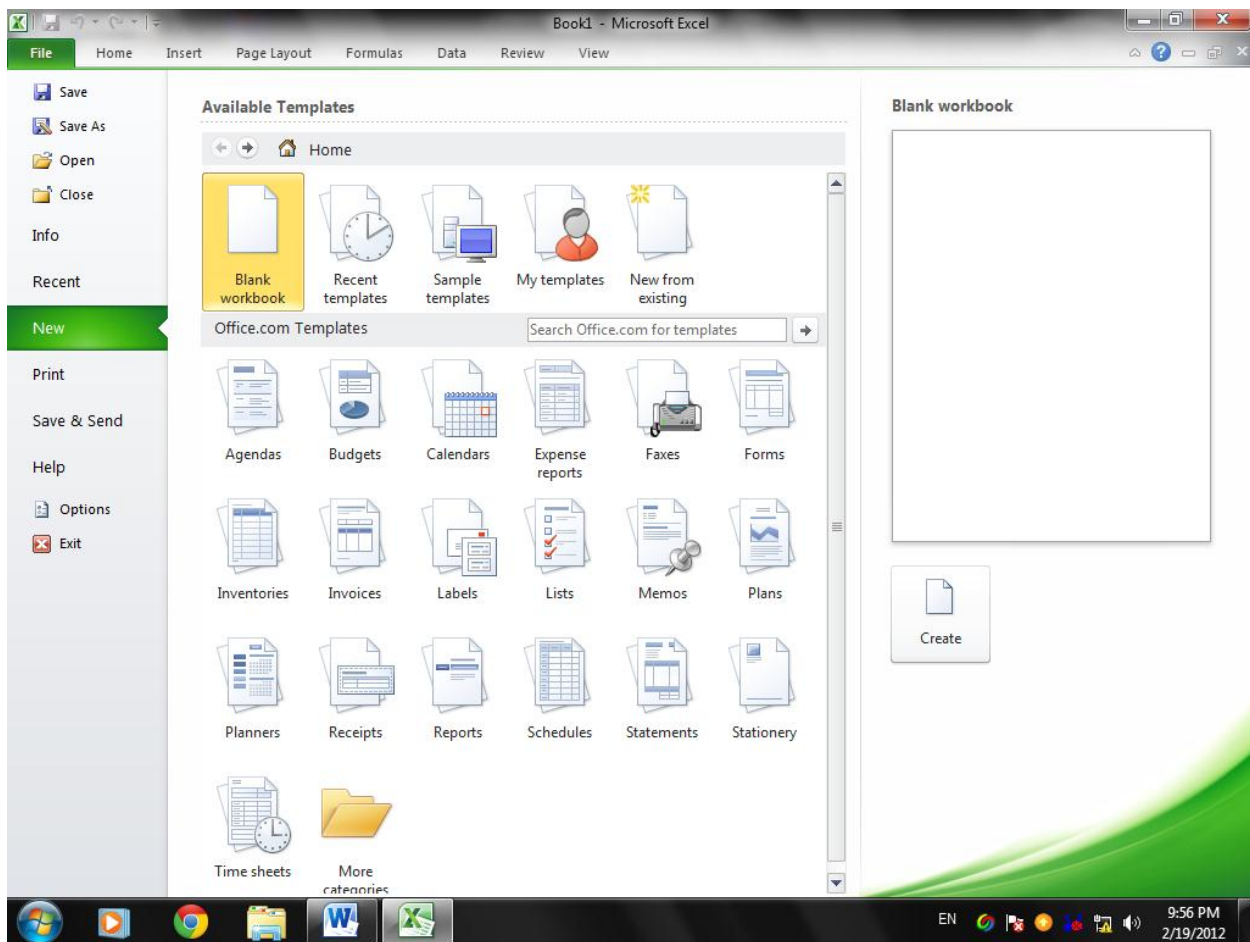 Book1 - Microsoft Excel
File Home Insert Page Layout Formulas Data Review View
Save
Save As
Open
Close
Info
Recent
New
Print
Save & Send
Help
Options
Exit
Available Templates
Home
Blank workbook
Recent templates
Sample templates
My templates
New from existing
Office.com Templates
Search Office.com for templates
Agendas
Budgets
Calendars
Expense reports
Faxes
Forms
Inventories
Invoices
Labels
Lists
Memos
Plans
Planners
Receipts
Reports
Schedules
Statements
Stationery
Time sheets
More categories
Blank workbook
Create
EN
9:56 PM
2/19/2012